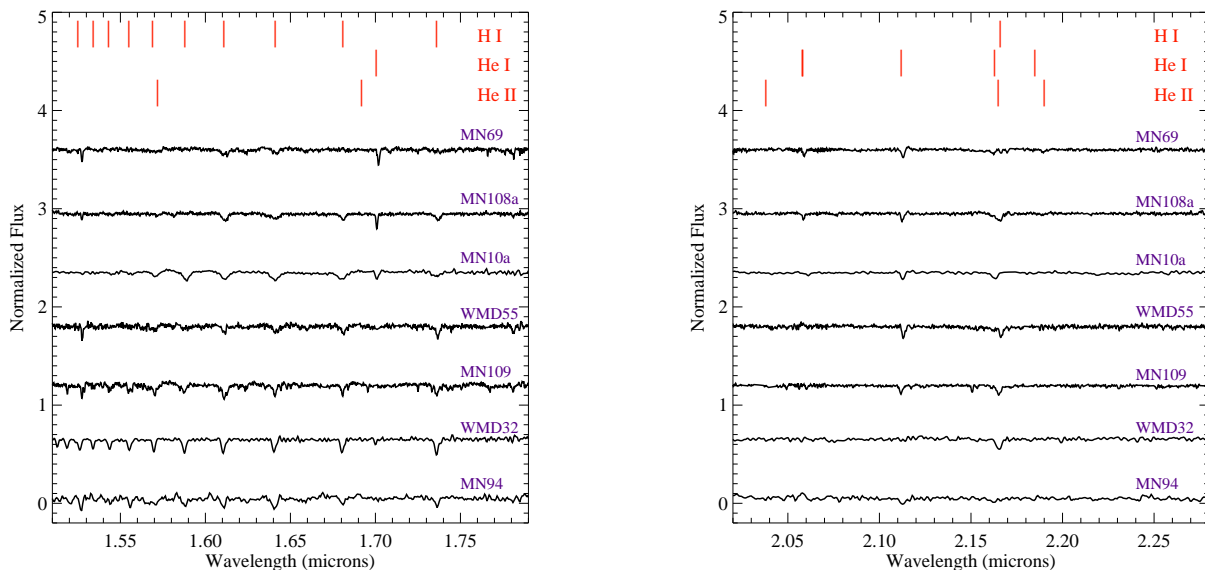 5
4
3
2
1
0
Normalized Flux
H I
He I
He II
MN69
MN108a
MN10a
WMD55
MN109
WMD32
MN94
1.55 1.60 1.65 1.70 1.75
Wavelength (microns)
5
4
3
2
1
0
Normalized Flux
H I
He I
He II
MN69
MN108a
MN10a
WMD55
MN109
WMD32
MN94
2.05 2.10 2.15 2.20 2.25
Wavelength (microns)